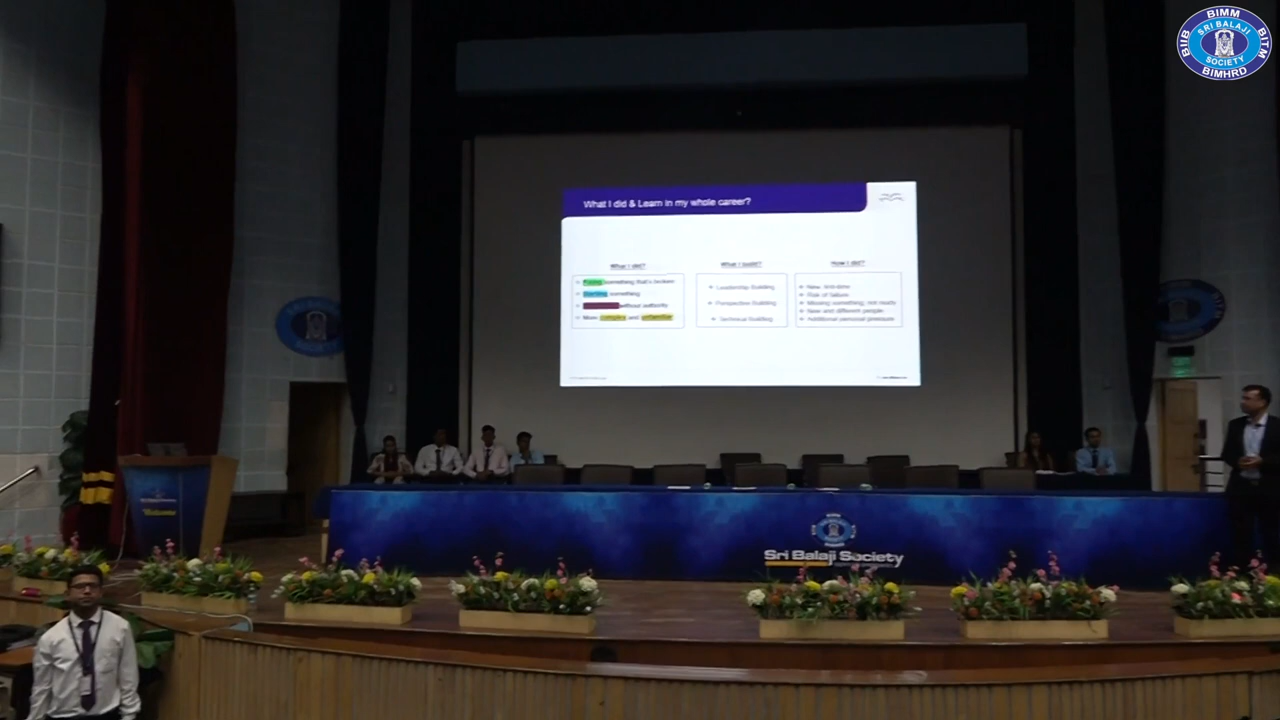 BIMM
BIIB
SRI BALAJI
SOCIETY
BITM
BIMHRD
What I did & Learn in my whole career?
What I did?
Fixing something that's broken
Starting something
without authority
More complex and unfamiliar
What I build?
Leadership Building
Perspective Building
Technical Building
How I did?
New, first-time
Risk of failure
Missing something, not ready
New and different people
Additional personal pressure
Welcome
BIMM
Sri Balaji Society